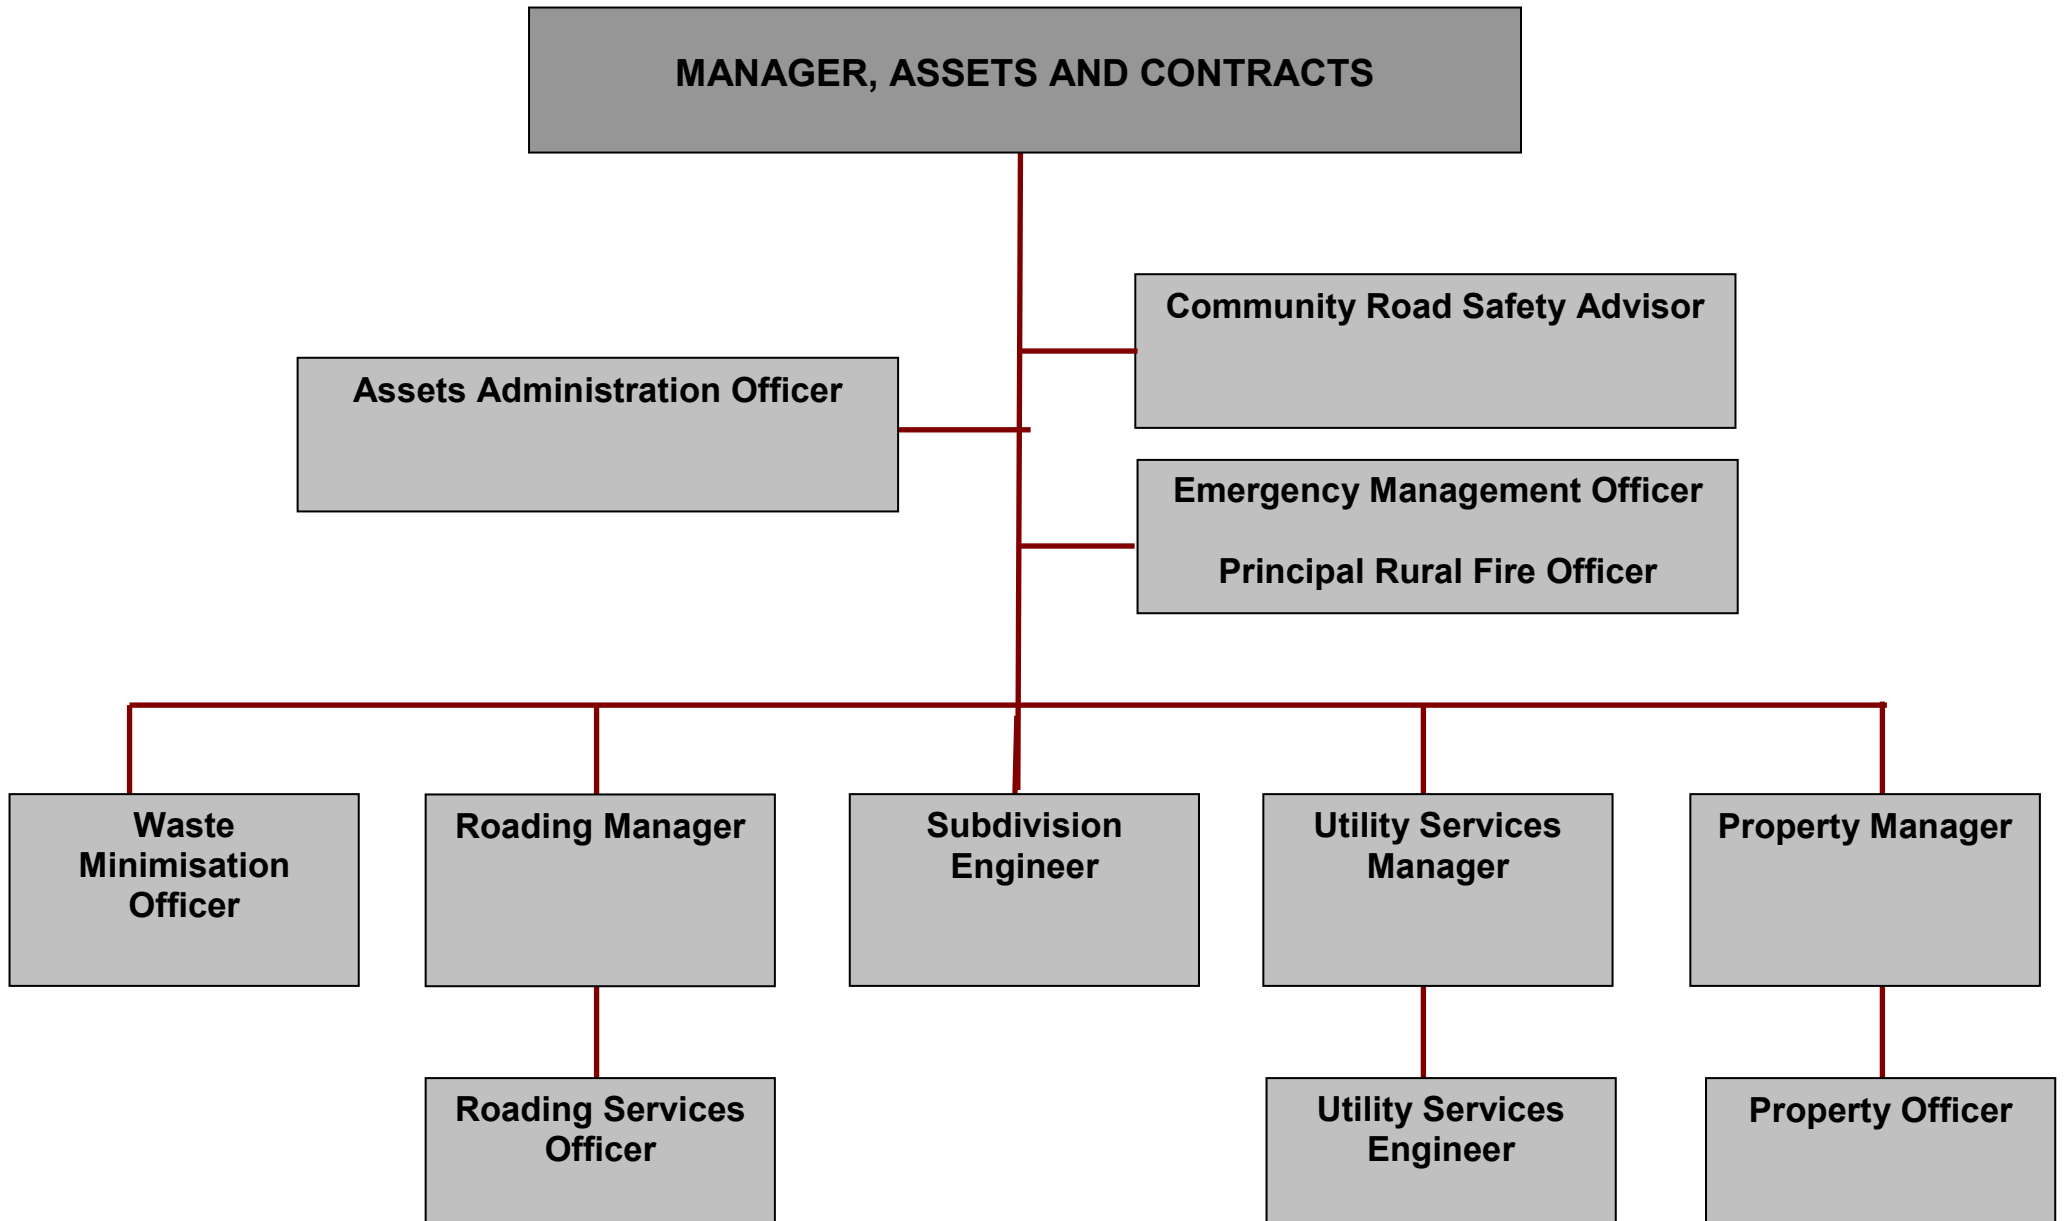 MANAGER, ASSETS AND CONTRACTS
Community Road Safety Advisor
Assets Administration Officer
Emergency Management Officer
Principal Rural Fire Officer
Waste
Minimisation
Officer
Roading Manager
Subdivision
Engineer
Utility Services
Manager
Property Manager
Roading Services
Officer
Utility Services
Engineer
Property Officer